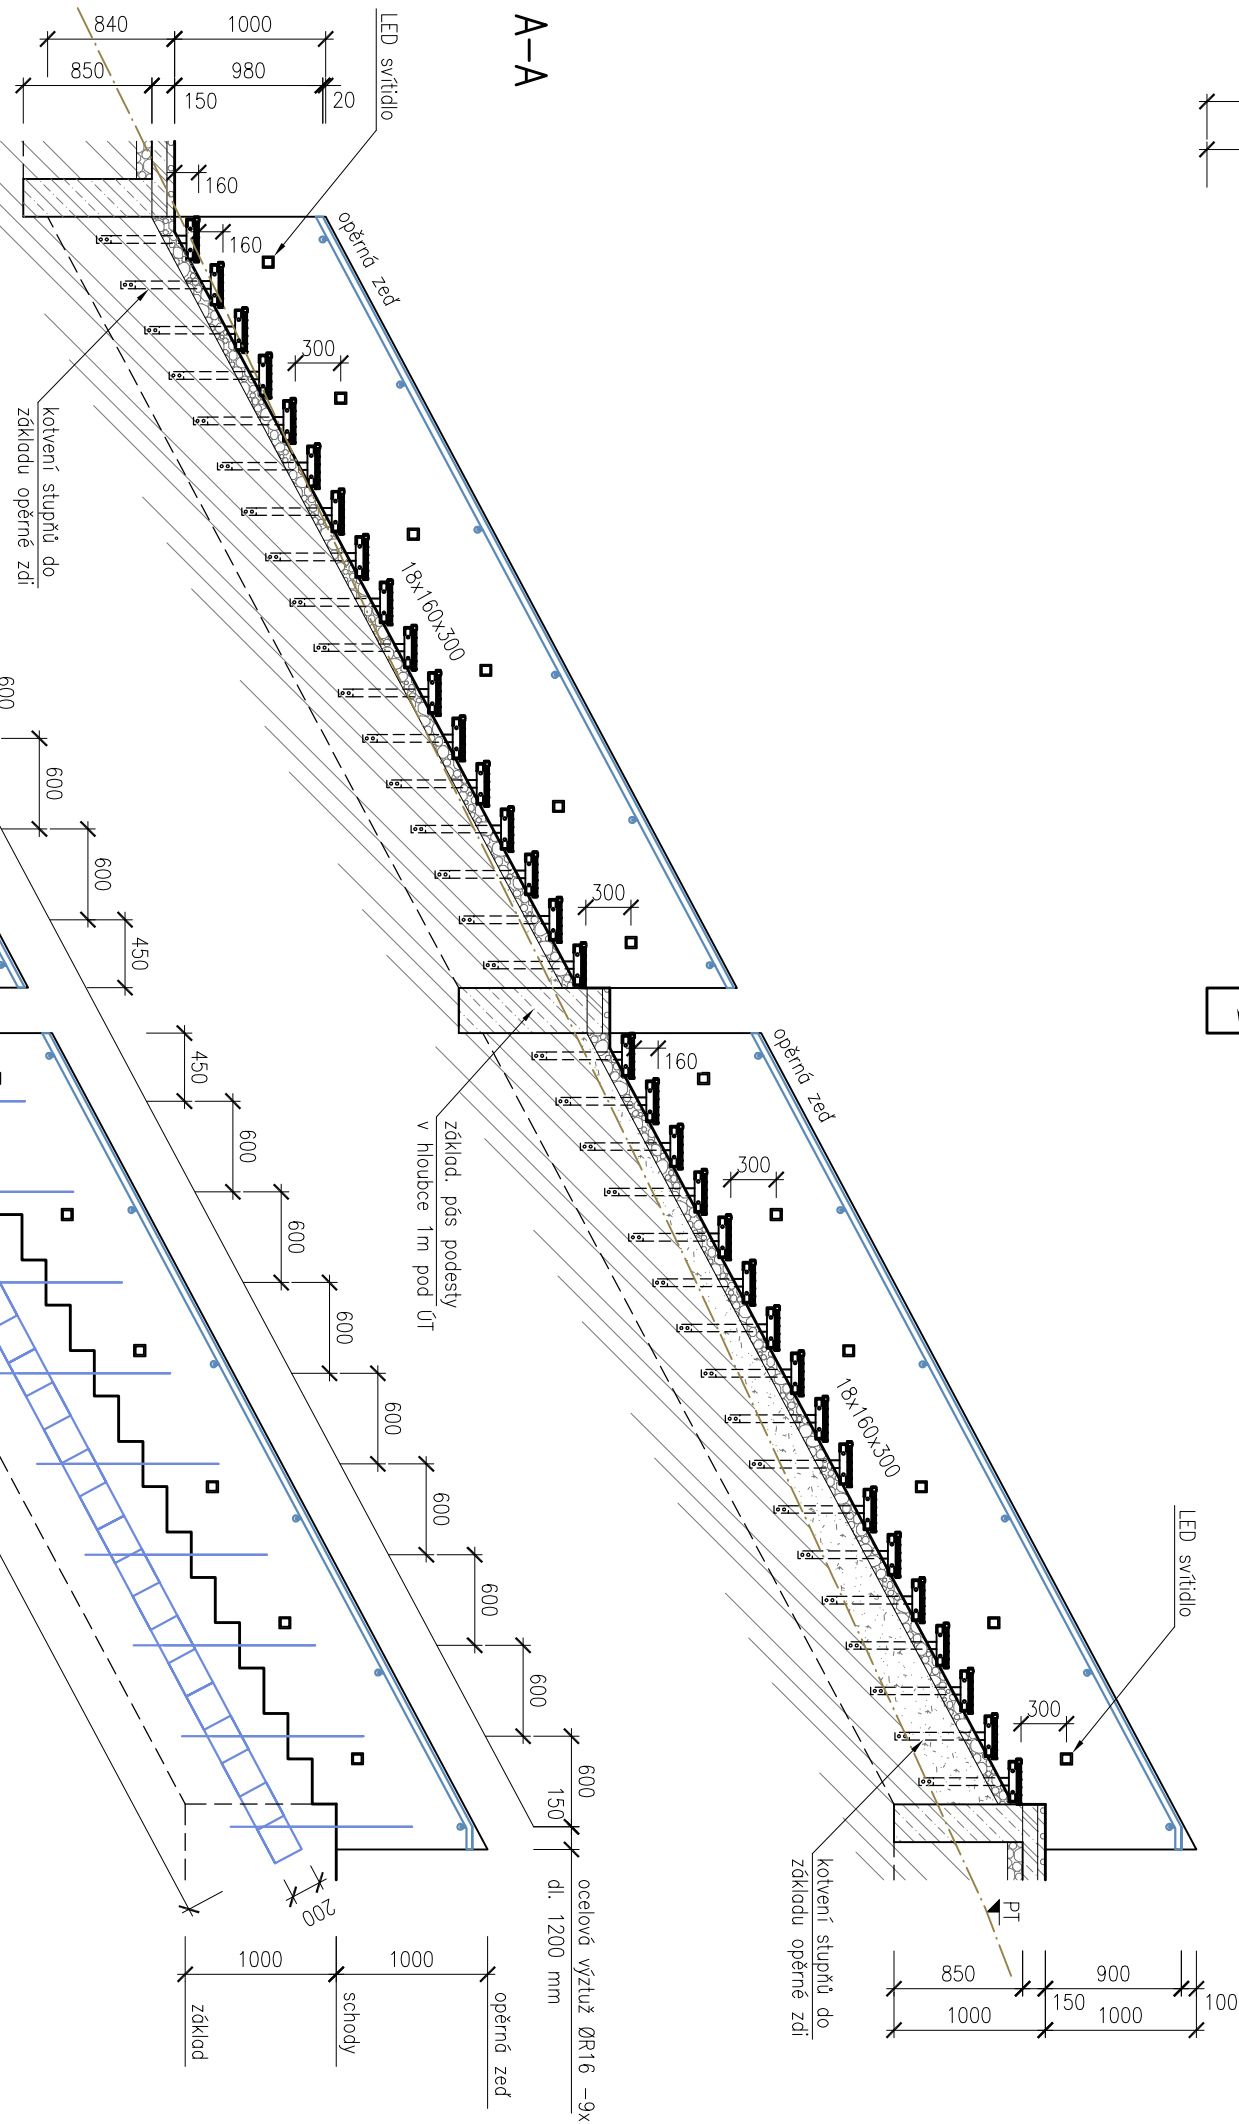 A–A
840
1000
850
980
150
20
LED svítidlo
160
160
opěrná zeď
300
kotvení stupňů do
základu opěrné zdi
18x160x300
300
160
základ. pás podesty
v hloubce 1m pod ÚT
opěrná zeď
300
18x160x300
LED svítidlo
300
kotvení stupňů do
základu opěrné zdi
PT
850
900
100
150
1000
1000
600
600
600
450
450
600
600
600
600
600
600
600
600
150
ocelová výztuž ØR16 –9x
dl. 1200 mm
200
1000
1000
opěrná zeď
schody
základ